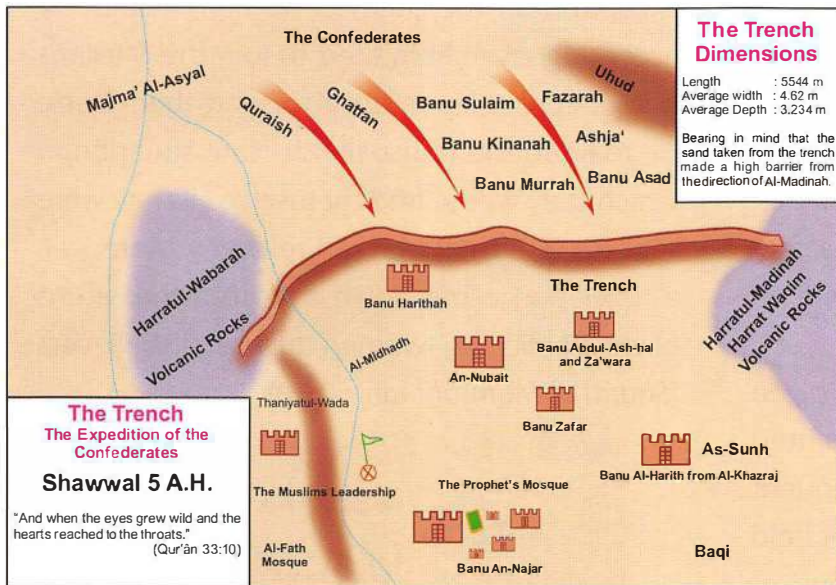 The Confederates
Majma' Al-Asyal
Quraish
Ghatfan
Banu Sulaim
Fazarah
Uhud
Banu Kinanah
Ashja'
Banu Murrah
Banu Asad
The Trench
Dimensions
Length : 5544 m
Average width : 4.62 m
Average Depth : 3.234 m
Bearing in mind that the
sand taken from the trench
made a high barrier from
the direction of Al-Madinah.
Harratul-Wabarah
Volcanic Rocks
Harratul-Madinah
Harrat Waqim
Volcanic Rocks
The Trench
Banu Harithah
Al-Midhadh
An-Nubait
Banu Abdul-Ash-hal
and Za'wara
Banu Zafar
Thaniyatul-Wada
As-Sunh
Banu Al-Harith from Al-Khazraj
The Muslims Leadership
The Prophet's Mosque
Al-Fath
Mosque
Banu An-Najar
Baqi
The Trench
The Expedition of the
Confederates
Shawwal 5 A.H.
"And when the eyes grew wild and the
hearts reached to the throats."
(Qur'ân 33:10)